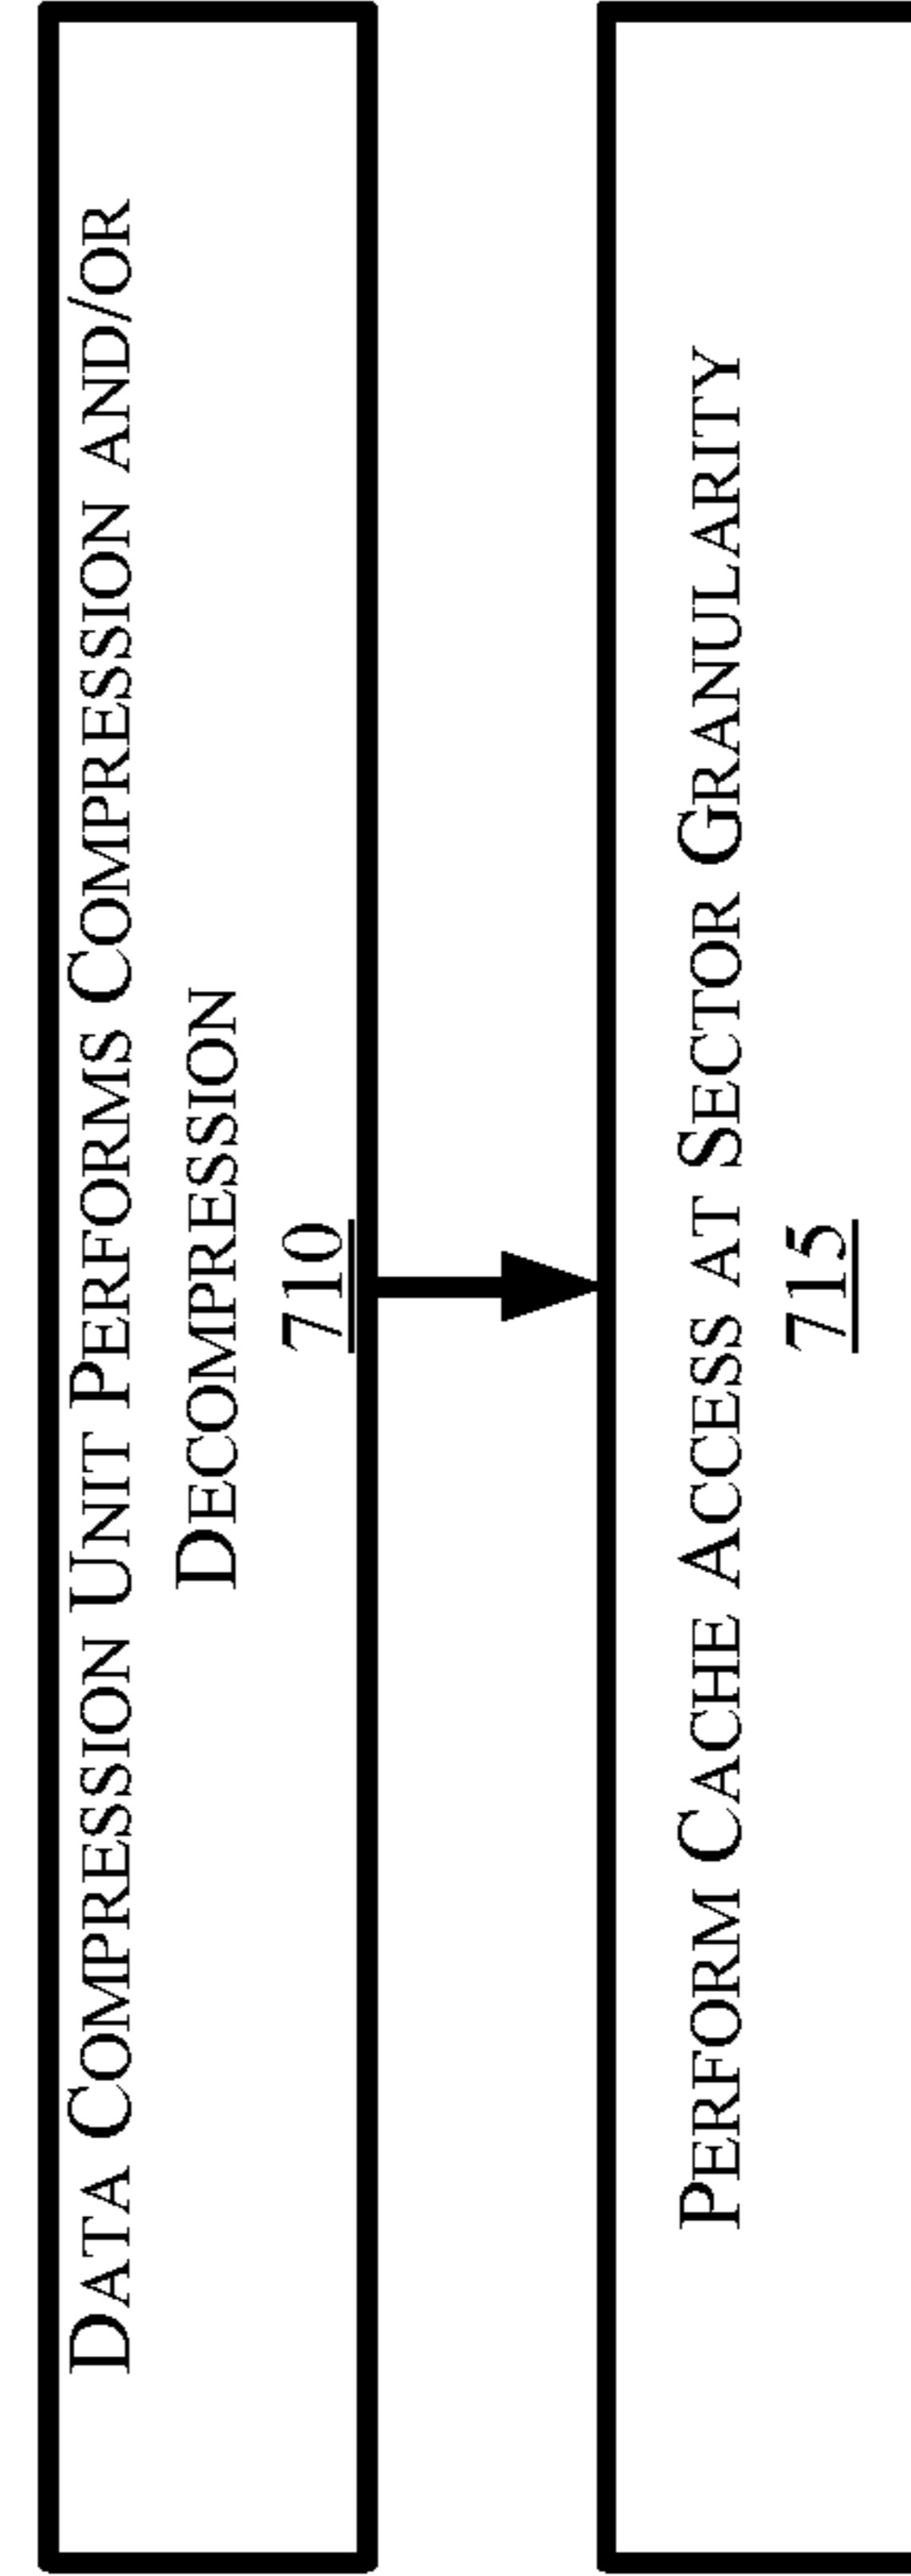 DATA COMPRESSION UNIT PERFORMS COMPRESSION AND/OR
DECOMPRESSION
710
PERFORM CACHE ACCESS AT SECTOR GRANULARITY
715